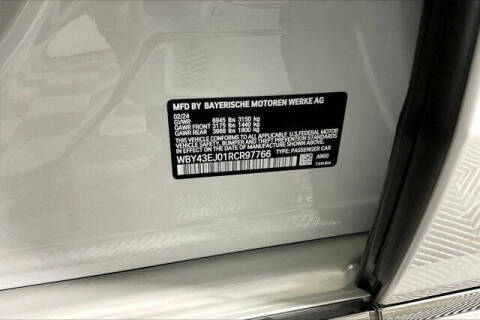 MFD BY BAYERISCHE MOTOREN WERKE AG
02/24
GVWR 6945 lbs 3150 kg
GAWR FRONT 3175 lbs 1440 kg
GAWR REAR 3968 lbs 1800 kg
THIS VEHICLE CONFORMS TO ALL APPLICABLE U.S. FEDERAL MOTOR
VEHICLE SAFETY, BUMPER, AND THEFT PREVENTION STANDARDS
IN EFFECT ON THE DATE OF MANUFACTURE SHOWN ABOVE.
WBY43EJ01RCR97766 TYPE: PASSENGER CAR